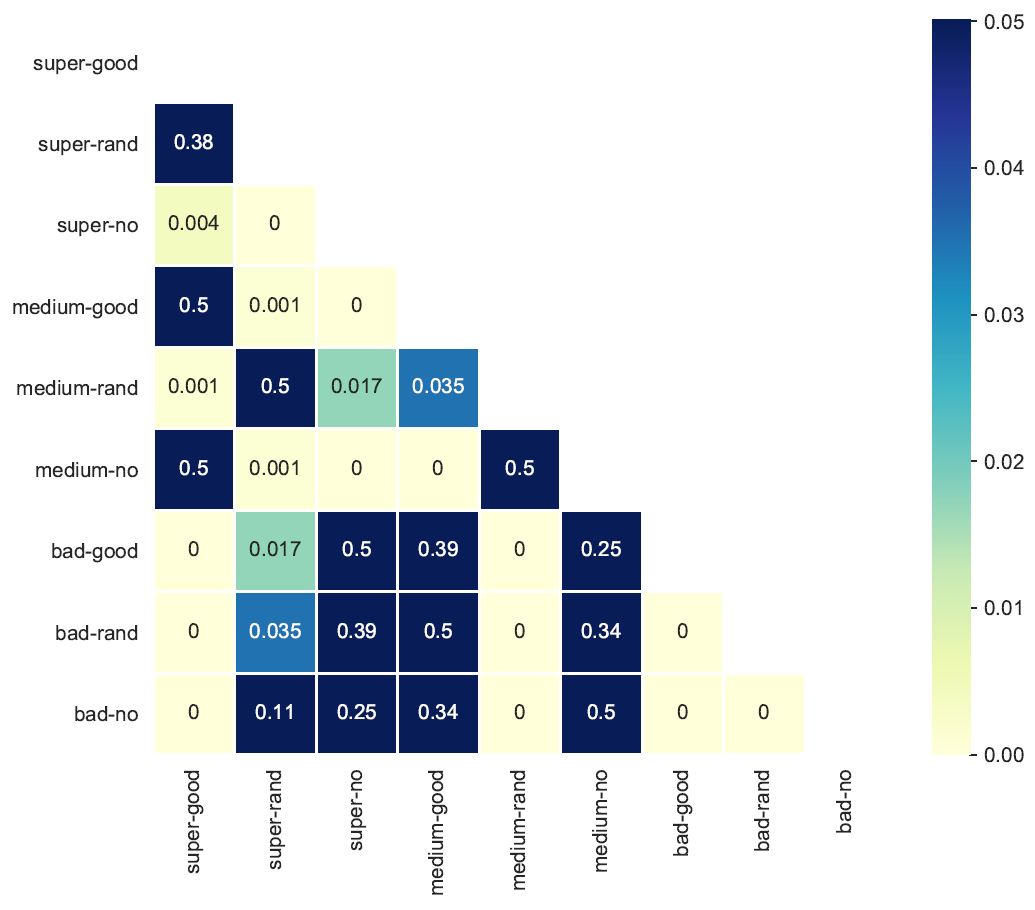 0.05
super-good
super-rand 0.38
0.04
super-no 0.004 0
medium-good 0.5 0.001 0
0.03
medium-rand 0.001 0.5 0.017 0.035
medium-no 0.5 0.001 0 0 0.5
0.02
bad-good 0 0.017 0.5 0.39 0 0.25
0.01
bad-rand 0 0.035 0.39 0.5 0 0.34 0
bad-no 0 0.11 0.25 0.34 0 0.5 0 0
0.00
super-good super-rand super-no medium-good medium-rand medium-no bad-good bad-rand bad-no